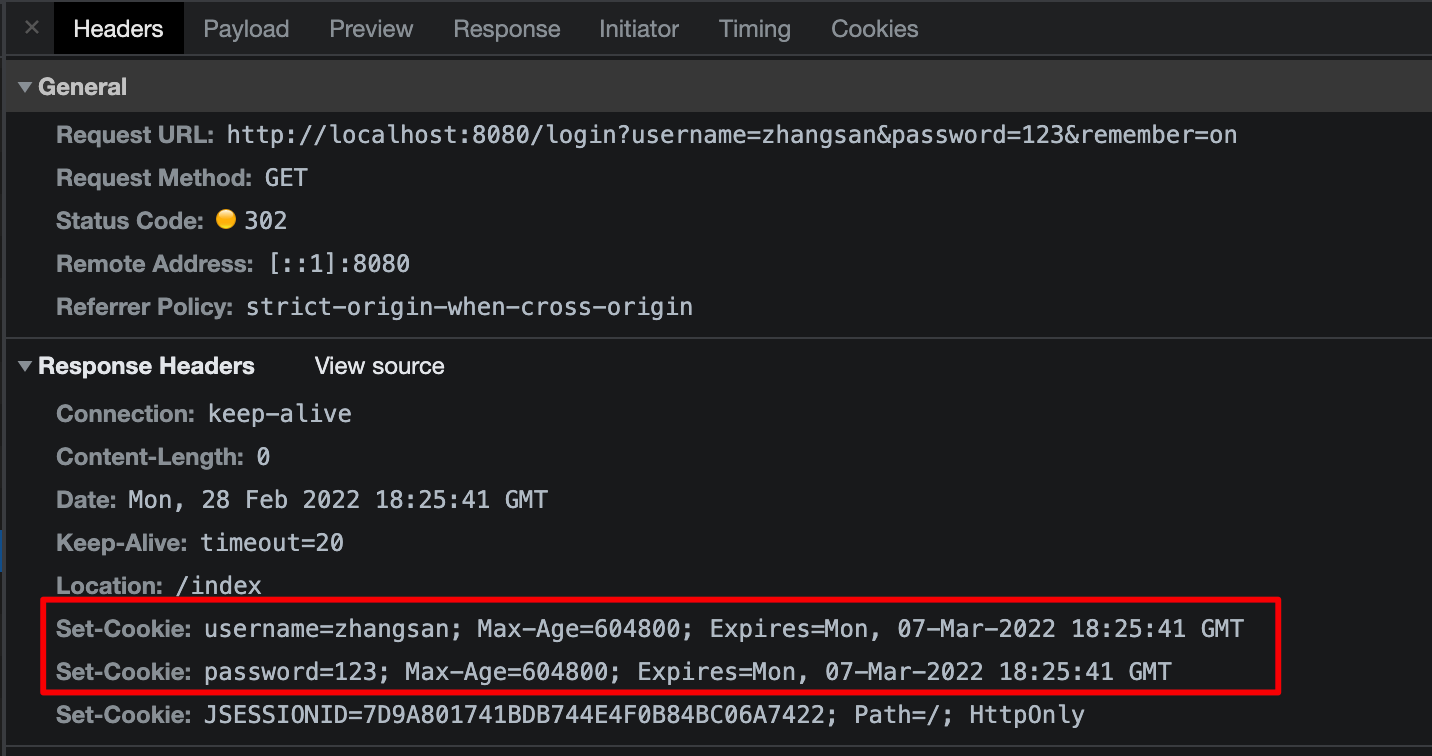 Headers Payload Preview Response Initiator Timing Cookies
General
Request URL: http://localhost:8080/login?username=zhangsan&password=123&remember=on
Request Method: GET
Status Code: 302
Remote Address: [::1]:8080
Referrer Policy: strict-origin-when-cross-origin
Response Headers View source
Connection: keep-alive
Content-Length: 0
Date: Mon, 28 Feb 2022 18:25:41 GMT
Keep-Alive: timeout=20
Location: /index
Set-Cookie: username=zhangsan; Max-Age=604800; Expires=Mon, 07-Mar-2022 18:25:41 GMT
Set-Cookie: password=123; Max-Age=604800; Expires=Mon, 07-Mar-2022 18:25:41 GMT
Set-Cookie: JSESSIONID=7D9A801741BDB744E4F0B84BC06A7422; Path=/; HttpOnly